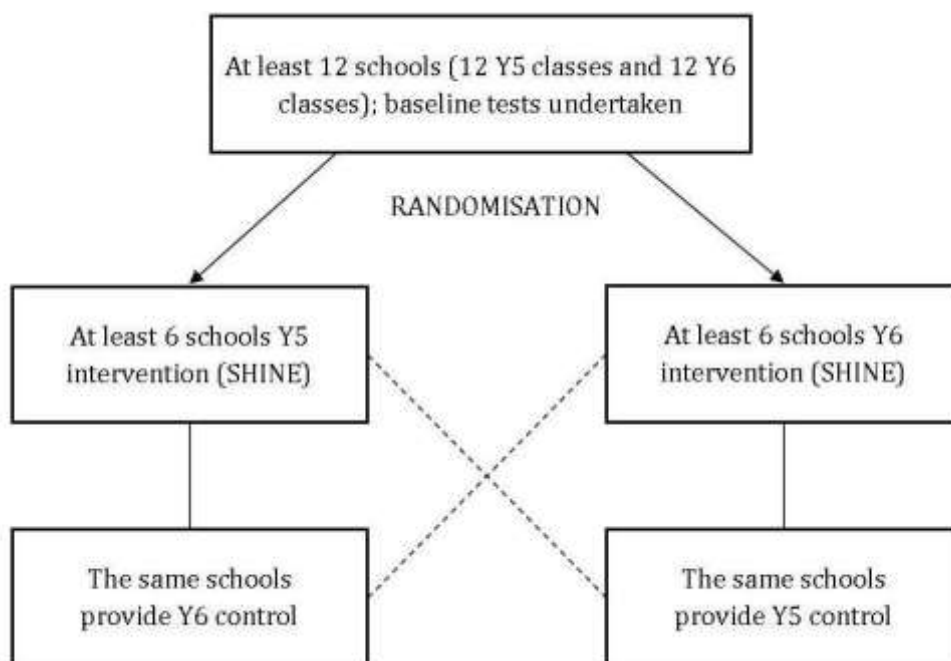 At least 12 schools (12 Y5 classes and 12 Y6
classes); baseline tests undertaken
RANDOMISATION
At least 6 schools Y5
intervention (SHINE)
At least 6 schools Y6
intervention (SHINE)
The same schools
provide Y6 control
The same schools
provide Y5 control